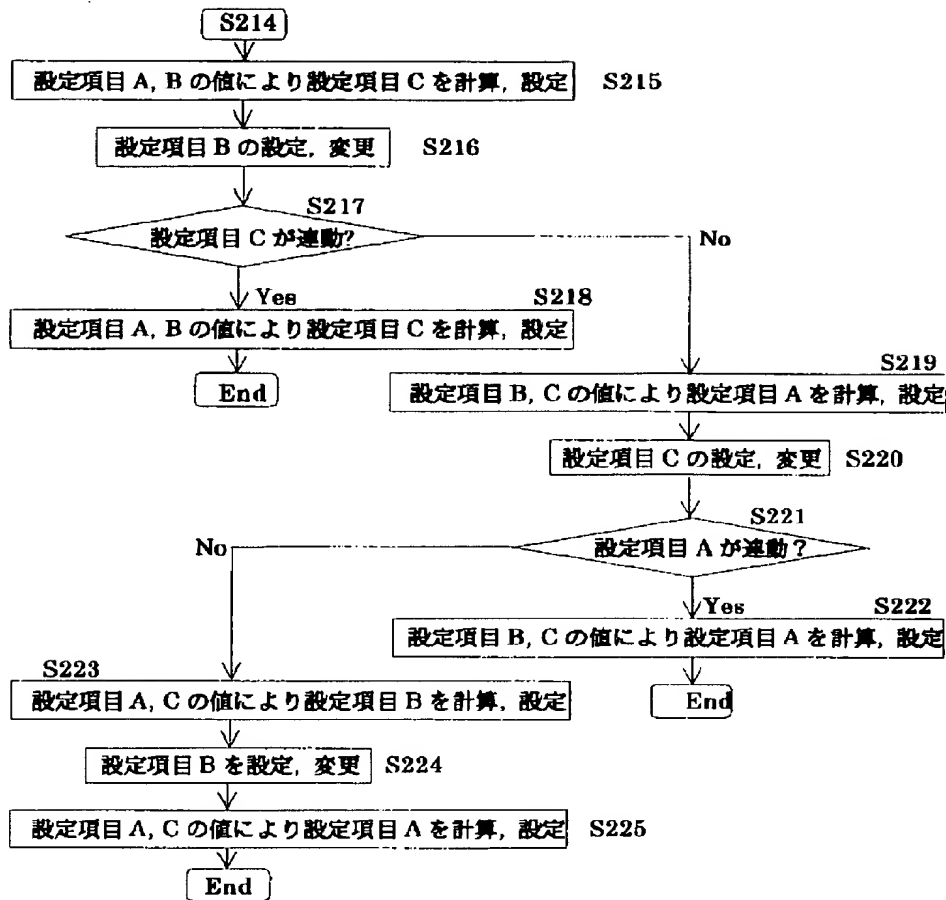 S214
設定項目 A, B の値により設定項目 C を計算, 設定
S215
設定項目 B の設定, 変更
S216
S217
設定項目 C が連動?
No
Yes
S218
設定項目 A, B の値により設定項目 C を計算, 設定
End
S219
設定項目 B, C の値により設定項目 A を計算, 設定
設定項目 C の設定, 変更
S220
S221
設定項目 A が連動？
No
Yes
S222
設定項目 B, C の値により設定項目 A を計算, 設定
End
S223
設定項目 A, C の値により設定項目 B を計算, 設定
設定項目 B を設定, 変更
S224
設定項目 A, C の値により設定項目 A を計算, 設定
S225
End